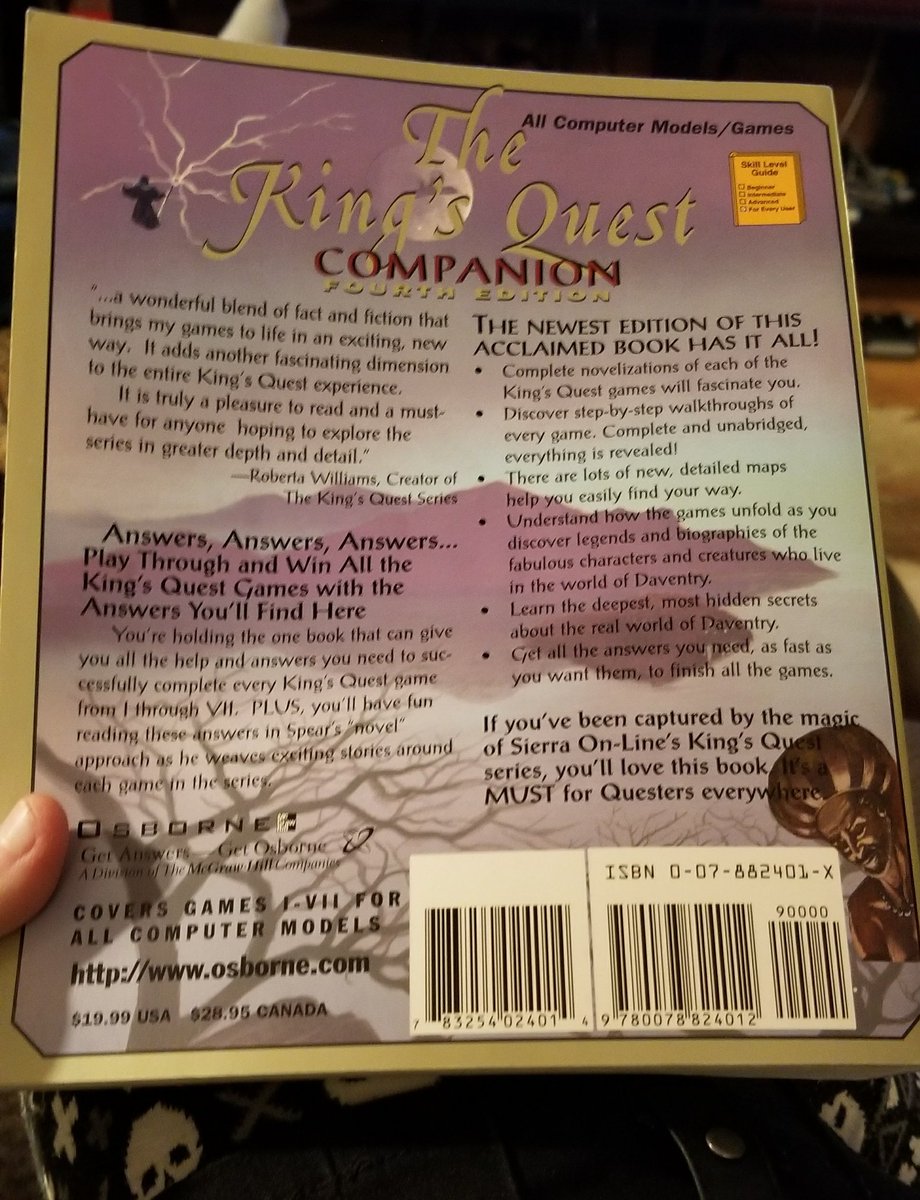 The
King's Quest
COMPANION
FOURTH EDITION
All Computer Models/Games
Skill Level
Guide
Beginner
Intermediate
Advanced
For Every User
"...a wonderful blend of fact and fiction that
brings my games to life in an exciting, new
way. It adds another fascinating dimension
to the entire King's Quest experience.
It is truly a pleasure to read and a must-
have for anyone hoping to explore the
series in greater depth and detail."
—Roberta Williams, Creator of
The King's Quest Series
Answers, Answers, Answers...
Play Through and Win All the
King's Quest Games with the
Answers You'll Find Here
You're holding the one book that can give
you all the help and answers you need to suc-
cessfully complete every King's Quest game
from I through VII. PLUS, you'll have fun
reading these answers in Spear's "novel"
approach as he weaves exciting stories around
each game in the series.
OSBORNE
Get Answers—Get Osborne
A Division of The McGraw-Hill Companies
COVERS GAMES I-VII FOR
ALL COMPUTER MODELS
http://www.osborne.com
$19.99 USA $28.95 CANADA
THE NEWEST EDITION OF THIS
ACCLAIMED BOOK HAS IT ALL!
• Complete novelizations of each of the
King's Quest games will fascinate you.
• Discover step-by-step walkthroughs of
every game. Complete and unabridged,
everything is revealed!
• There are lots of new, detailed maps
help you easily find your way.
• Understand how the games unfold as you
discover legends and biographies of the
fabulous characters and creatures who live
in the world of Daventry.
• Learn the deepest, most hidden secrets
about the real world of Daventry.
• Get all the answers you need, as fast as
you want them, to finish all the games.
If you've been captured by the magic
of Sierra On-Line's King's Quest
series, you'll love this book. It's a
MUST for Questers everywhere.
7 83254 02401 4
ISBN 0-07-882401-X
90000
9 780078 824012